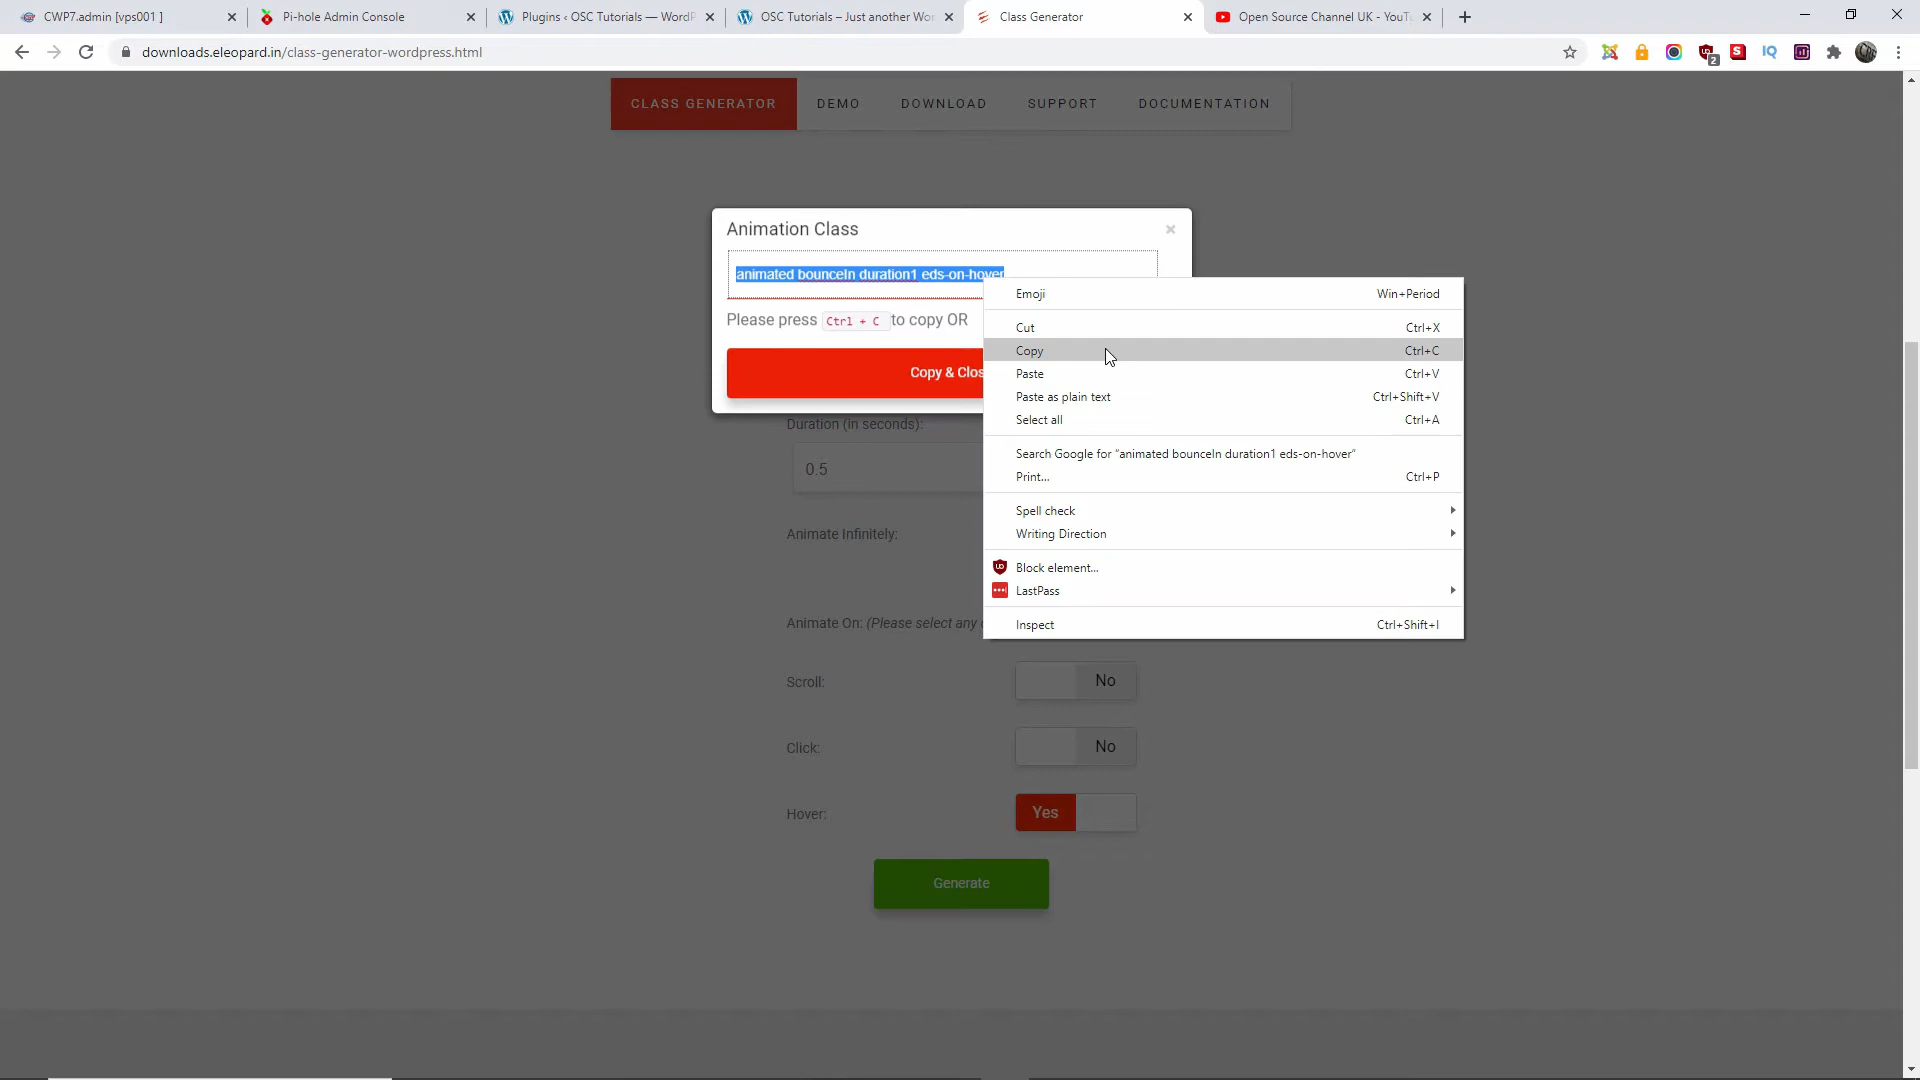 CWP7.admin [vps001 ]
Pi-hole Admin Console
Plugins ‹ OSC Tutorials — WordP
OSC Tutorials – Just another Wor
Class Generator
Open Source Channel UK - YouTu
downloads.eleopard.in/class-generator-wordpress.html
2
CLASS GENERATOR
DEMO
DOWNLOAD
SUPPORT
DOCUMENTATION
Animation Class
animated bounceIn duration1 eds-on-hover
Please press Ctrl + C to copy OR
Copy & Clos
Emoji Win+Period
Cut Ctrl+X
Copy Ctrl+C
Paste Ctrl+V
Paste as plain text Ctrl+Shift+V
Select all Ctrl+A
Search Google for “animated bounceIn duration1 eds-on-hover”
Print... Ctrl+P
Spell check
Writing Direction
Block element...
LastPass
Inspect Ctrl+Shift+I
Duration (in seconds):
0.5
Animate Infinitely:
Animate On: (Please select any
Scroll: No
Click: No
Hover: Yes
Generate